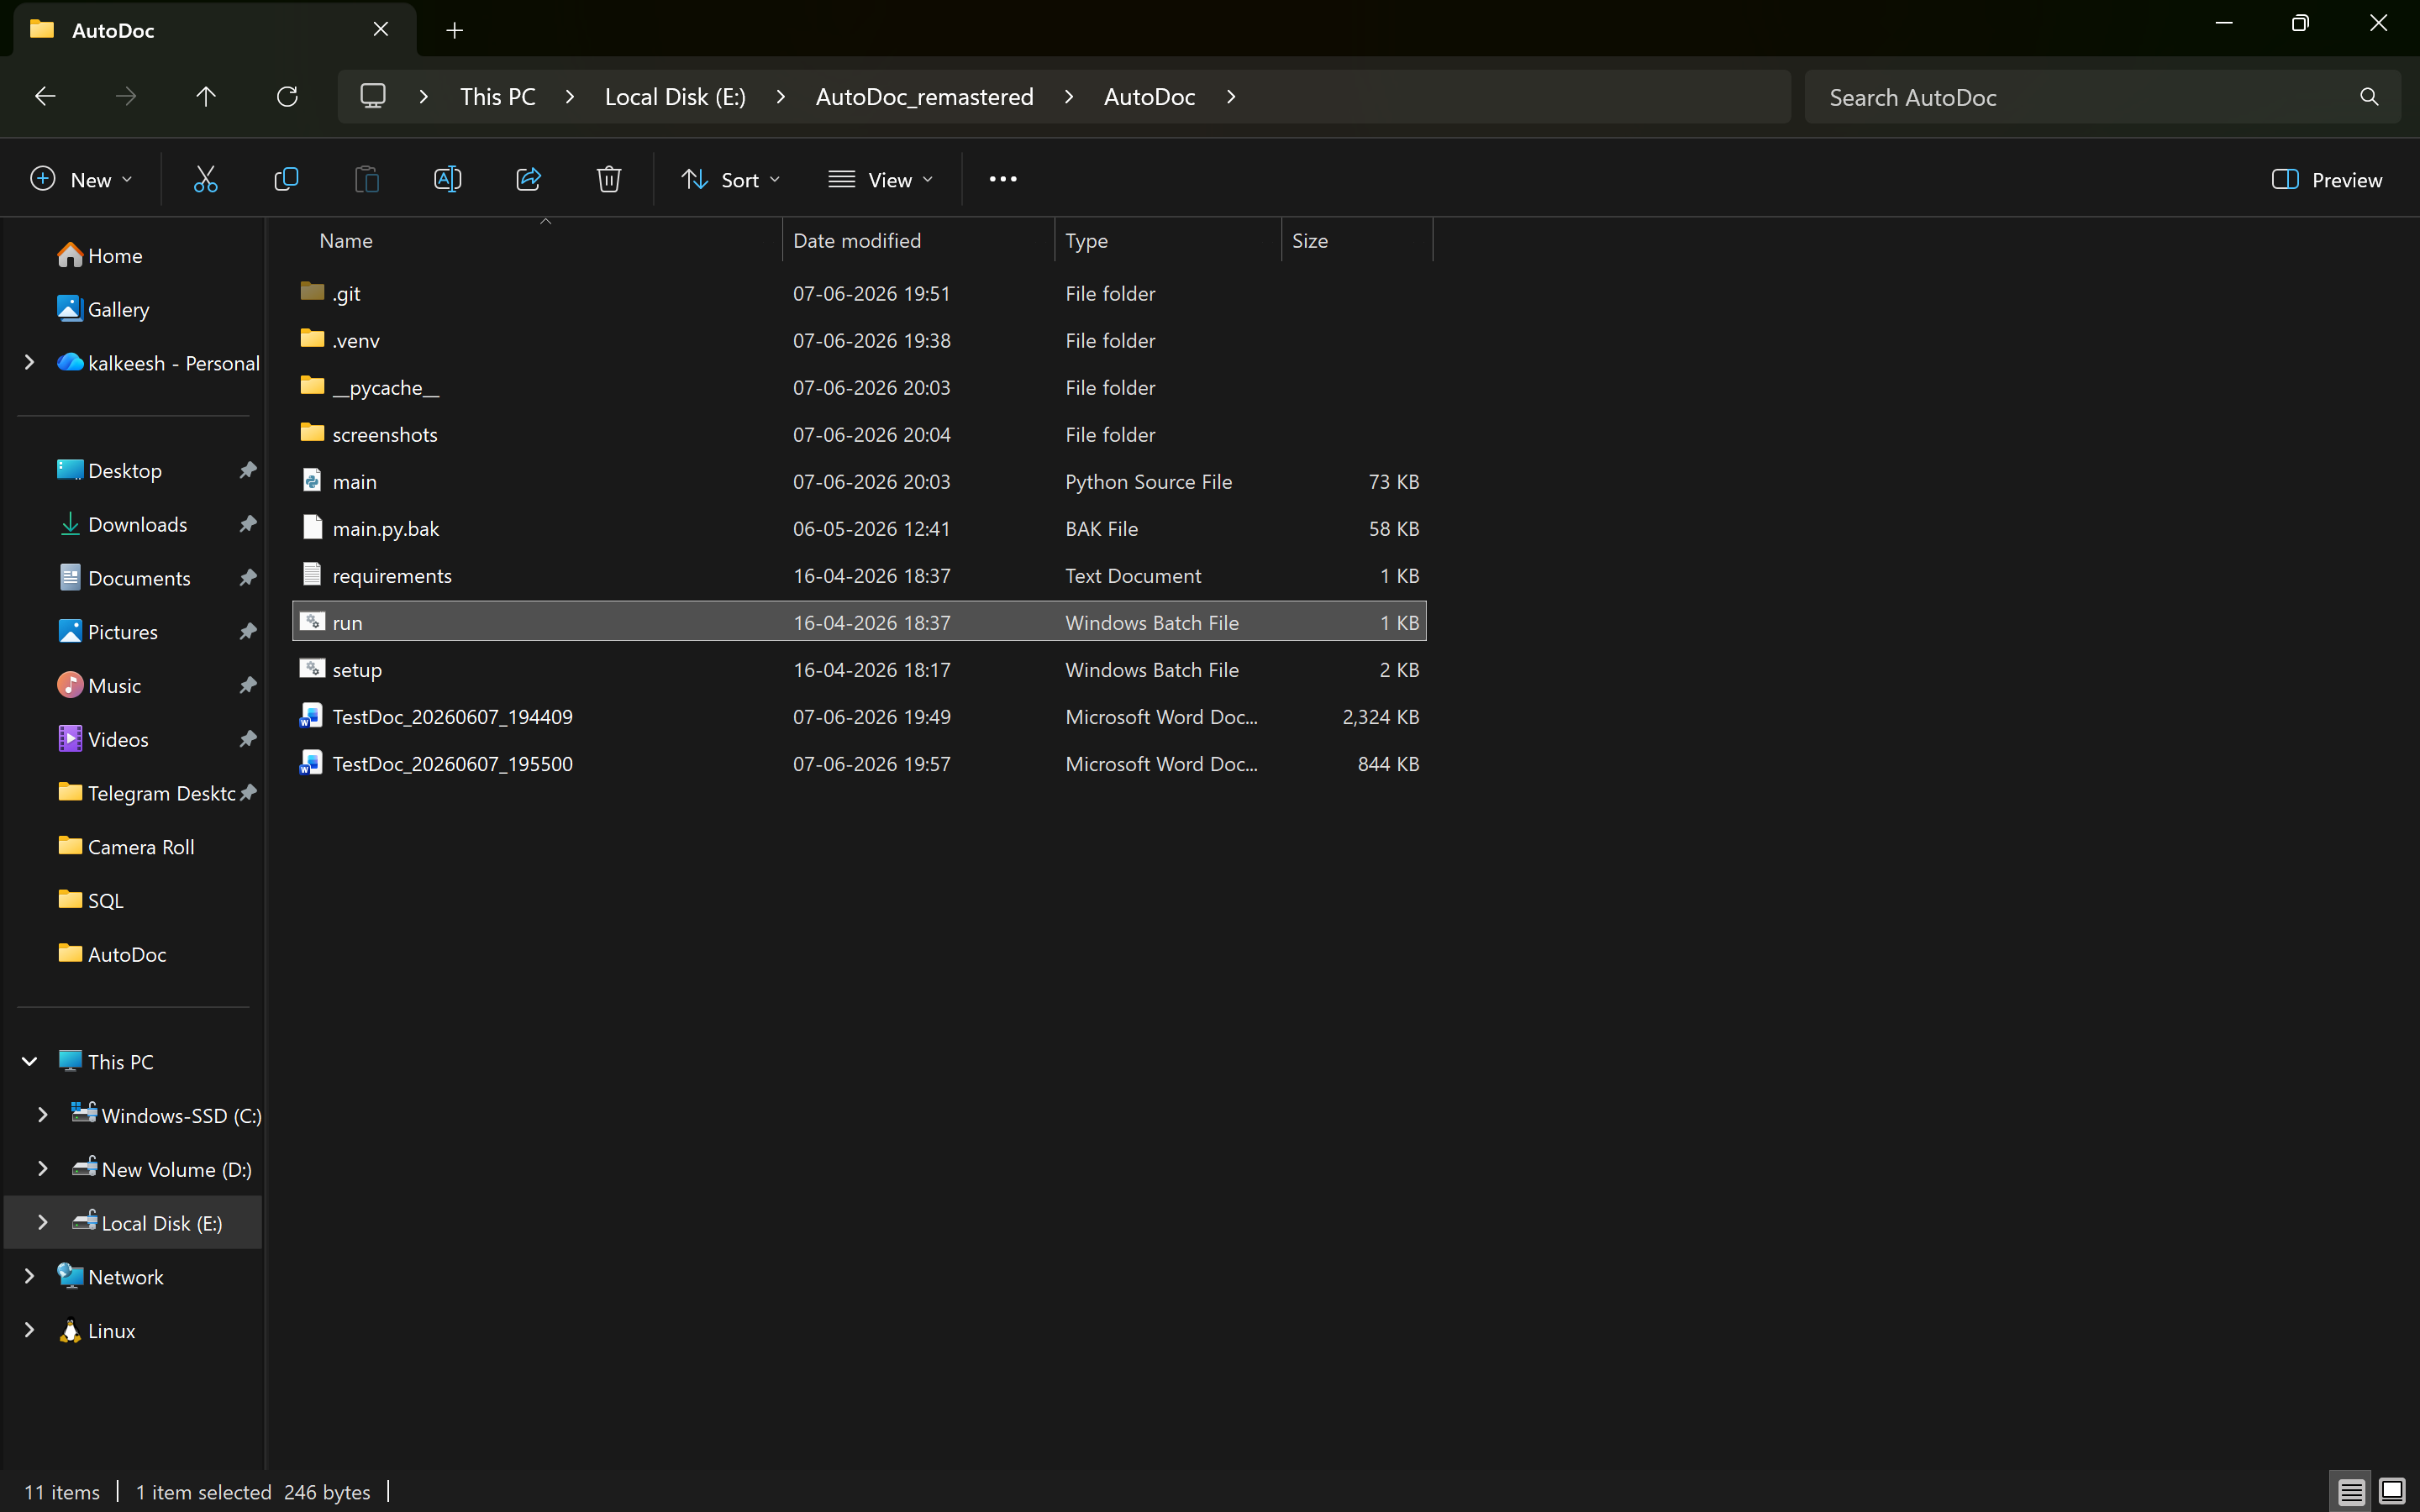 AutoDoc
This PC > Local Disk (E:) > AutoDoc_remastered > AutoDoc >
Search AutoDoc
New
Sort
View
Preview
Home
Gallery
kalkeesh - Personal
Desktop
Downloads
Documents
Pictures
Music
Videos
Telegram Desktc
Camera Roll
SQL
AutoDoc
This PC
Windows-SSD (C:)
New Volume (D:)
Local Disk (E:)
Network
Linux
Name Date modified Type Size
.git 07-06-2026 19:51 File folder
.venv 07-06-2026 19:38 File folder
__pycache__ 07-06-2026 20:03 File folder
screenshots 07-06-2026 20:04 File folder
main 07-06-2026 20:03 Python Source File 73 KB
main.py.bak 06-05-2026 12:41 BAK File 58 KB
requirements 16-04-2026 18:37 Text Document 1 KB
run 16-04-2026 18:37 Windows Batch File 1 KB
setup 16-04-2026 18:17 Windows Batch File 2 KB
TestDoc_20260607_194409 07-06-2026 19:49 Microsoft Word Doc... 2,324 KB
TestDoc_20260607_195500 07-06-2026 19:57 Microsoft Word Doc... 844 KB
11 items 1 item selected 246 bytes